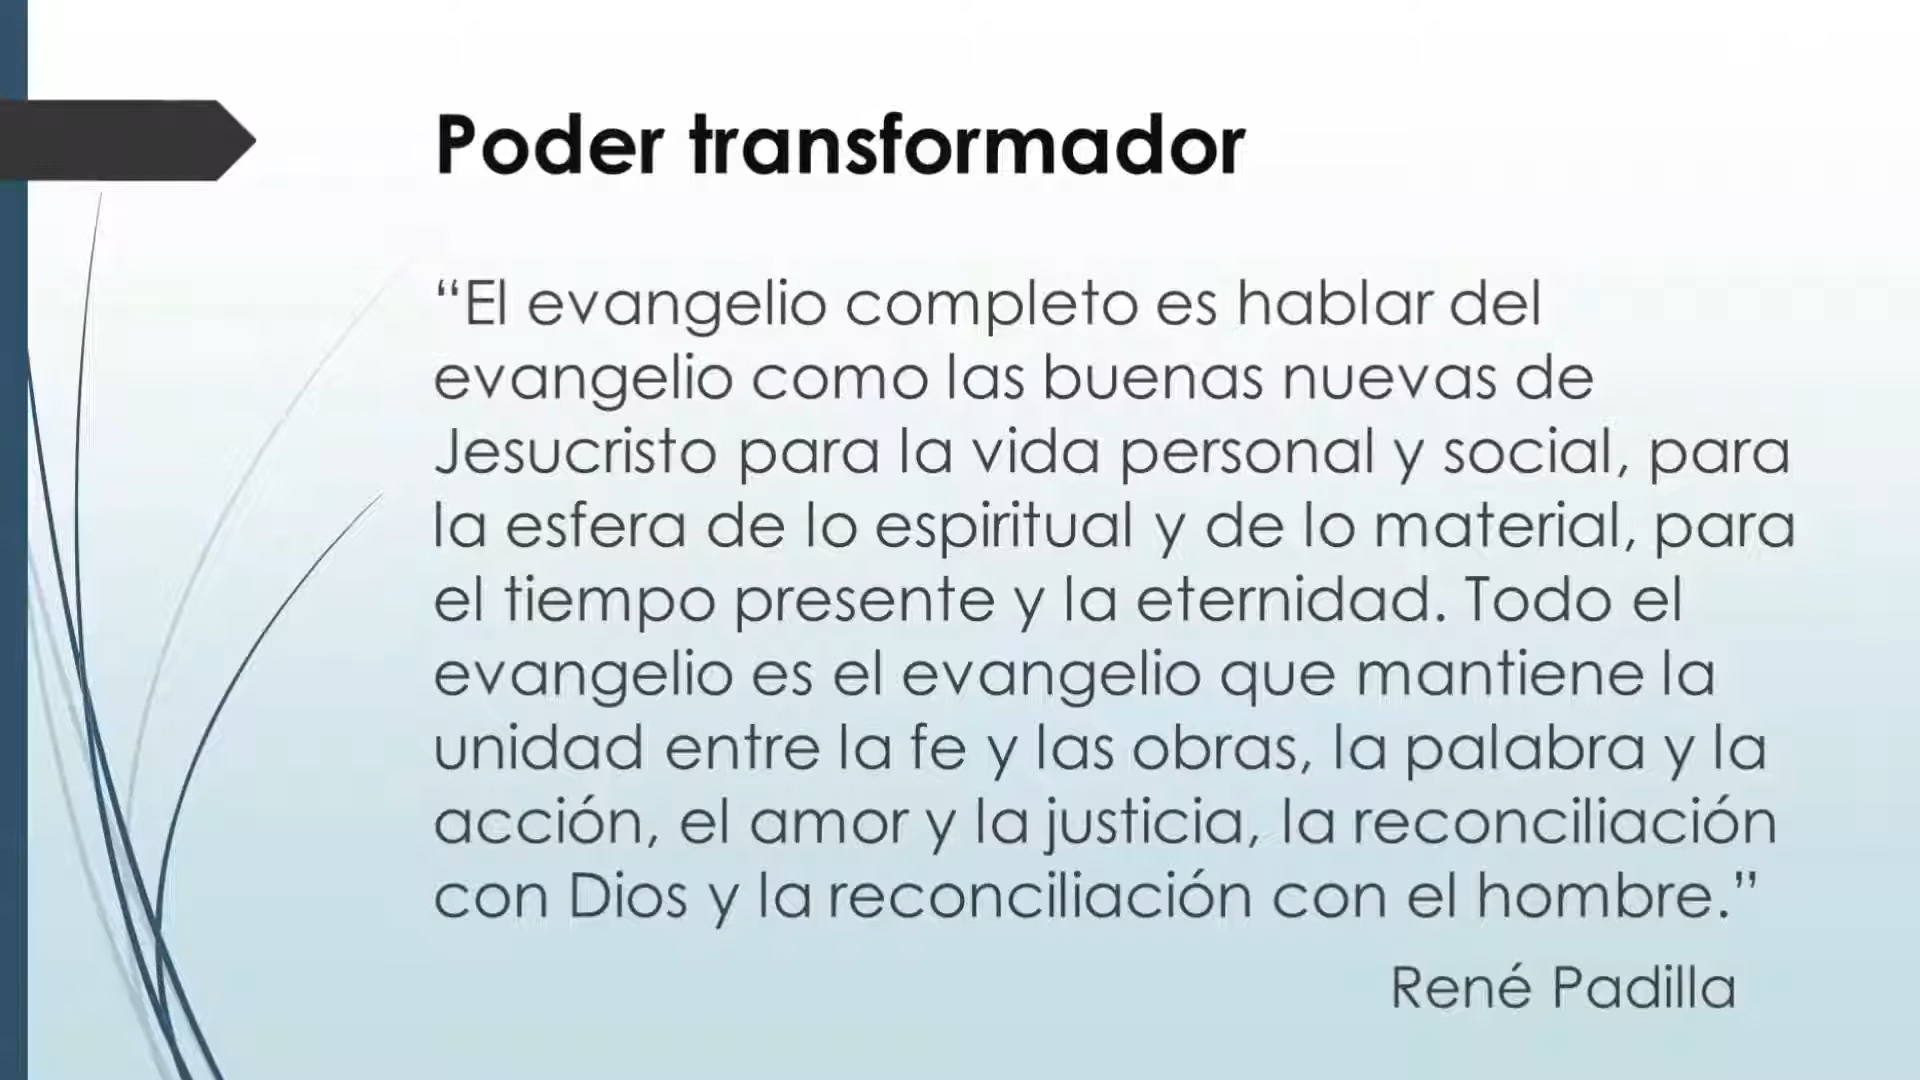 Poder transformador
“El evangelio completo es hablar del
evangelio como las buenas nuevas de
Jesucristo para la vida personal y social, para
la esfera de lo espiritual y de lo material, para
el tiempo presente y la eternidad. Todo el
evangelio es el evangelio que mantiene la
unidad entre la fe y las obras, la palabra y la
acción, el amor y la justicia, la reconciliación
con Dios y la reconciliación con el hombre.”
René Padilla